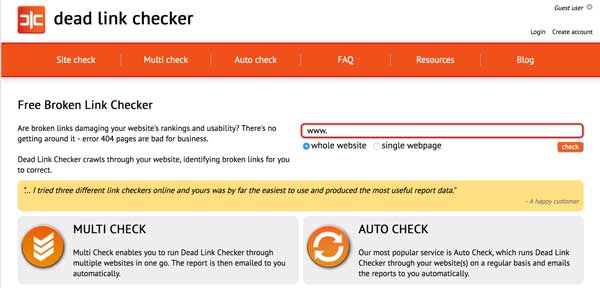 Guest user
dead link checker
Login Create account
Site check Multi check Auto check FAQ Resources Blog
Free Broken Link Checker
Are broken links damaging your website's rankings and usability? There's no
getting around it - error 404 pages are bad for business.
Dead Link Checker crawls through your website, identifying broken links for you
to correct.
www.
whole website single webpage
check
"... I tried three different link checkers online and yours was by far the easiest to use and produced the most useful report data."
- A happy customer
MULTI CHECK
Multi Check enables you to run Dead Link Checker through
multiple websites in one go. The report is then emailed to you
automatically.
AUTO CHECK
Our most popular service is Auto Check, which runs Dead Link
Checker through your website(s) on a regular basis and emails
the reports to you automatically.